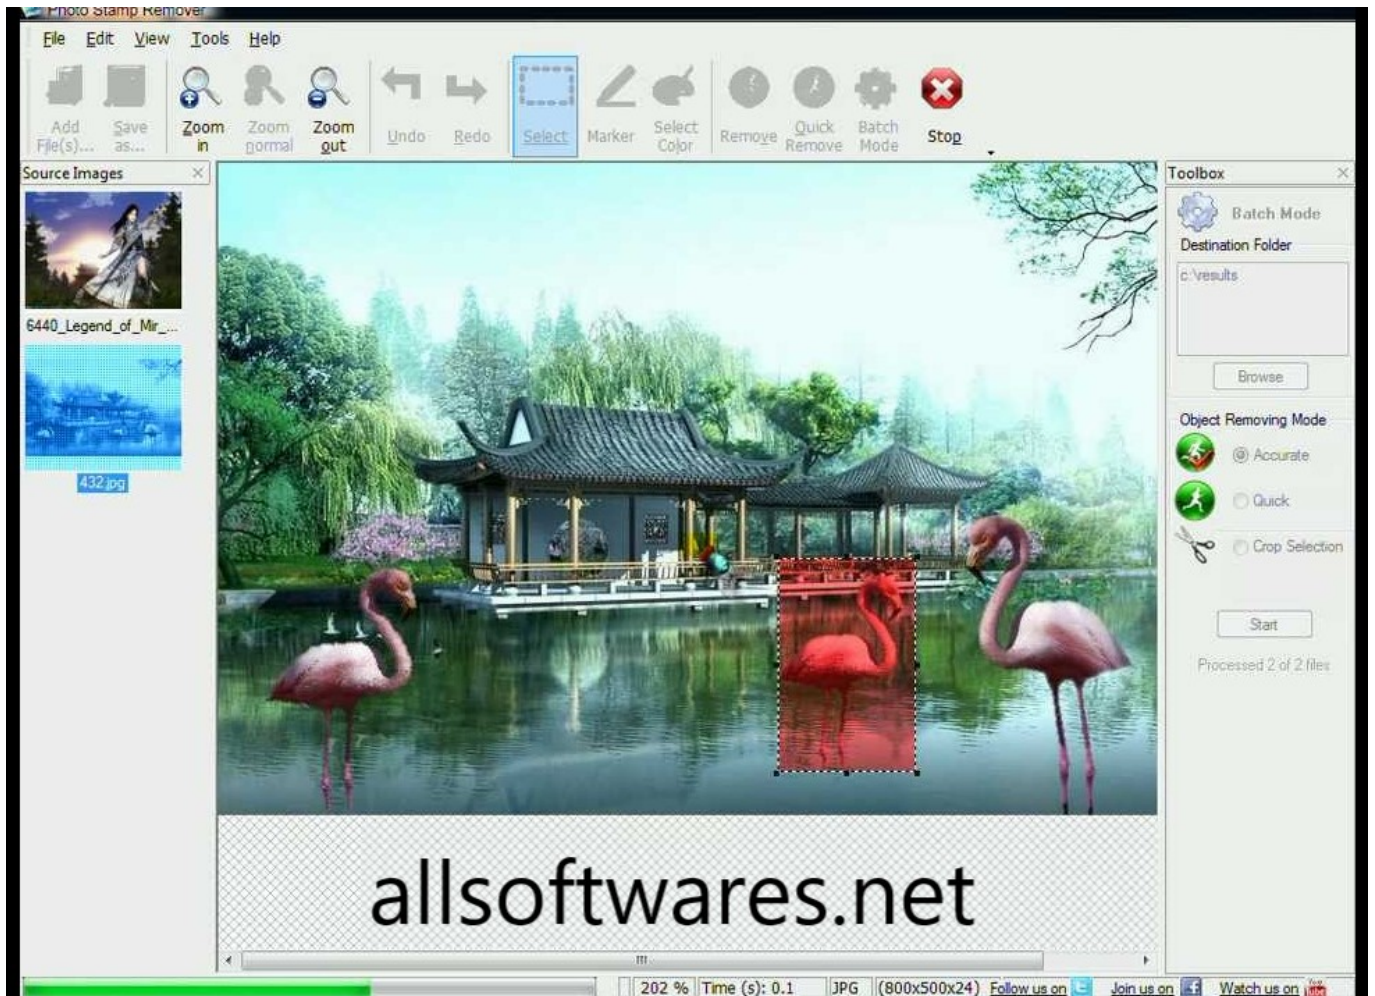 Photo Stamp Remover
File Edit View Tools Help
Add File(s)...
Save as...
Zoom in
Zoom normal
Zoom out
Undo
Redo
Select
Marker
Select Color
Remove
Quick Remove
Batch Mode
Stop
Source Images
6440_Legend_of_Mir_...
432.jpg
Toolbox
Batch Mode
Destination Folder
c:\results
Browse
Object Removing Mode
Accurate
Quick
Crop Selection
Start
Processed 2 of 2 files
allsoftwares.net
202 % Time (s): 0.1 JPG (800x500x24) Follow us on Join us on Watch us on You Tube